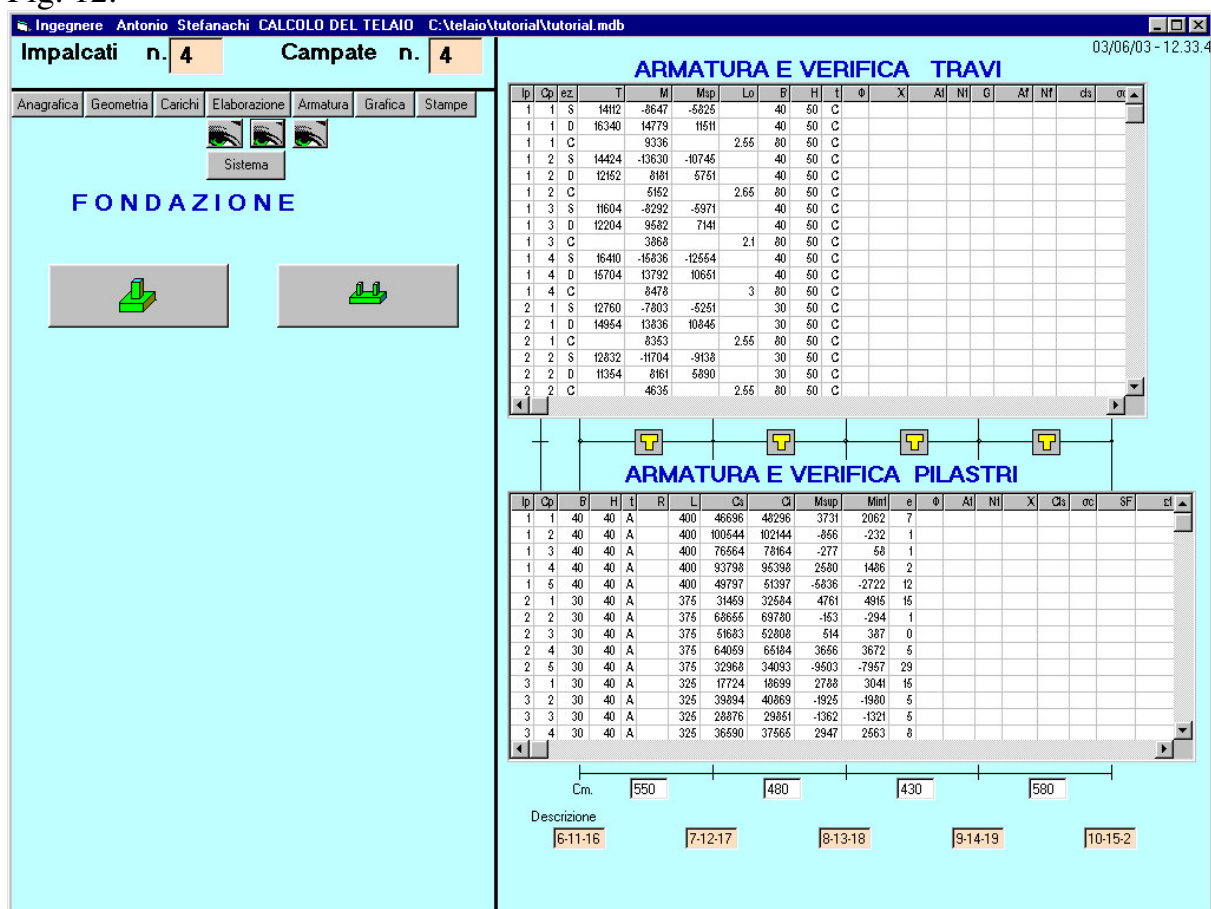 Fig. 12:
Ingegnere Antonio Stefanachi CALCOLO DEL TELAIO C:\telaio\tutorial\tutorial.mdb
Impalcati n. 4 Campate n. 4
03/06/03 - 12.33.4
Anagrafica Geometria Carichi Elaborazione Armatura Grafica Stampe
Sistema
FONDAZIONE
ARMATURA E VERIFICA TRAVI
Ip Cp ez. T M Msp Lo B H t Φ X Ai Ni G Af Nf cls σc
1 1 S 14112 -8647 -5825 40 50 C
1 1 D 16340 14779 11511 40 50 C
1 1 C 9336 2.55 80 50 C
1 2 S 14424 -13630 -10745 40 50 C
1 2 D 12152 8181 5751 40 50 C
1 2 C 5152 2.65 80 50 C
1 3 S 11604 -8292 -5971 40 50 C
1 3 D 12204 9582 7141 40 50 C
1 3 C 3868 2.1 80 50 C
1 4 S 16410 -15836 -12554 40 50 C
1 4 D 15704 13792 10651 40 50 C
1 4 C 8478 3 80 50 C
2 1 S 12760 -7803 -5251 30 50 C
2 1 D 14954 13836 10845 30 50 C
2 1 C 8353 2.55 80 50 C
2 2 S 12832 -11704 -9138 30 50 C
2 2 D 11354 8161 5890 30 50 C
2 2 C 4635 2.55 80 50 C
ARMATURA E VERIFICA PILASTRI
Ip Cp B H t R L Cs Ci Msup Minf e Φ Af Nf X Cls σc SF
1 1 40 40 A 400 46696 48296 3731 2062 7
1 2 40 40 A 400 100544 102144 -856 -232 1
1 3 40 40 A 400 76564 78164 -277 58 1
1 4 40 40 A 400 93798 95398 2580 1486 2
1 5 40 40 A 400 49797 51397 -5836 -2722 12
2 1 30 40 A 375 31459 32584 4761 4915 15
2 2 30 40 A 375 68655 69780 -153 -294 1
2 3 30 40 A 375 51683 52808 514 387 0
2 4 30 40 A 375 64059 65184 3656 3672 5
2 5 30 40 A 375 32968 34093 -9503 -7957 29
3 1 30 40 A 325 17724 18699 2788 3041 15
3 2 30 40 A 325 39894 40869 -1925 -1980 5
3 3 30 40 A 325 28876 29851 -1362 -1321 5
3 4 30 40 A 325 36590 37565 2947 2563 8
Cm. 550 480 430 580
Descrizione
6-11-16 7-12-17 8-13-18 9-14-19 10-15-2